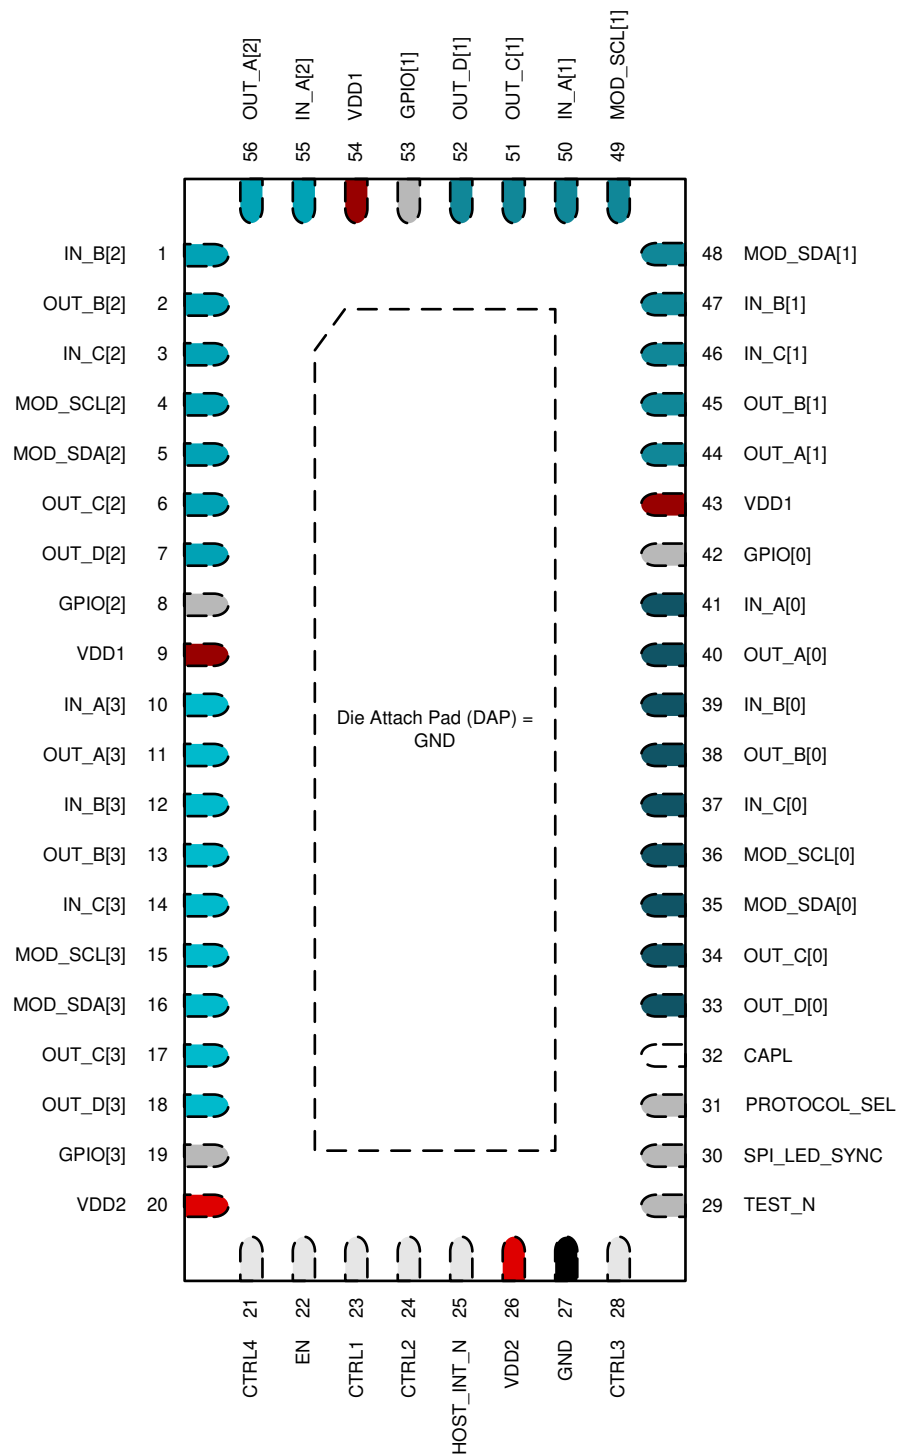 OUT_A[2]
IN_A[2]
VDD1
GPIO[1]
OUT_D[1]
OUT_C[1]
IN_A[1]
MOD_SCL[1]
56
55
54
53
52
51
50
49
IN_B[2] 1
OUT_B[2] 2
IN_C[2] 3
MOD_SCL[2] 4
MOD_SDA[2] 5
OUT_C[2] 6
OUT_D[2] 7
GPIO[2] 8
VDD1 9
IN_A[3] 10
OUT_A[3] 11
IN_B[3] 12
OUT_B[3] 13
IN_C[3] 14
MOD_SCL[3] 15
MOD_SDA[3] 16
OUT_C[3] 17
OUT_D[3] 18
GPIO[3] 19
VDD2 20
Die Attach Pad (DAP) =
GND
48 MOD_SDA[1]
47 IN_B[1]
46 IN_C[1]
45 OUT_B[1]
44 OUT_A[1]
43 VDD1
42 GPIO[0]
41 IN_A[0]
40 OUT_A[0]
39 IN_B[0]
38 OUT_B[0]
37 IN_C[0]
36 MOD_SCL[0]
35 MOD_SDA[0]
34 OUT_C[0]
33 OUT_D[0]
32 CAPL
31 PROTOCOL_SEL
30 SPI_LED_SYNC
29 TEST_N
21
22
23
24
25
26
27
28
CTRL4
EN
CTRL1
CTRL2
HOST_INT_N
VDD2
GND
CTRL3